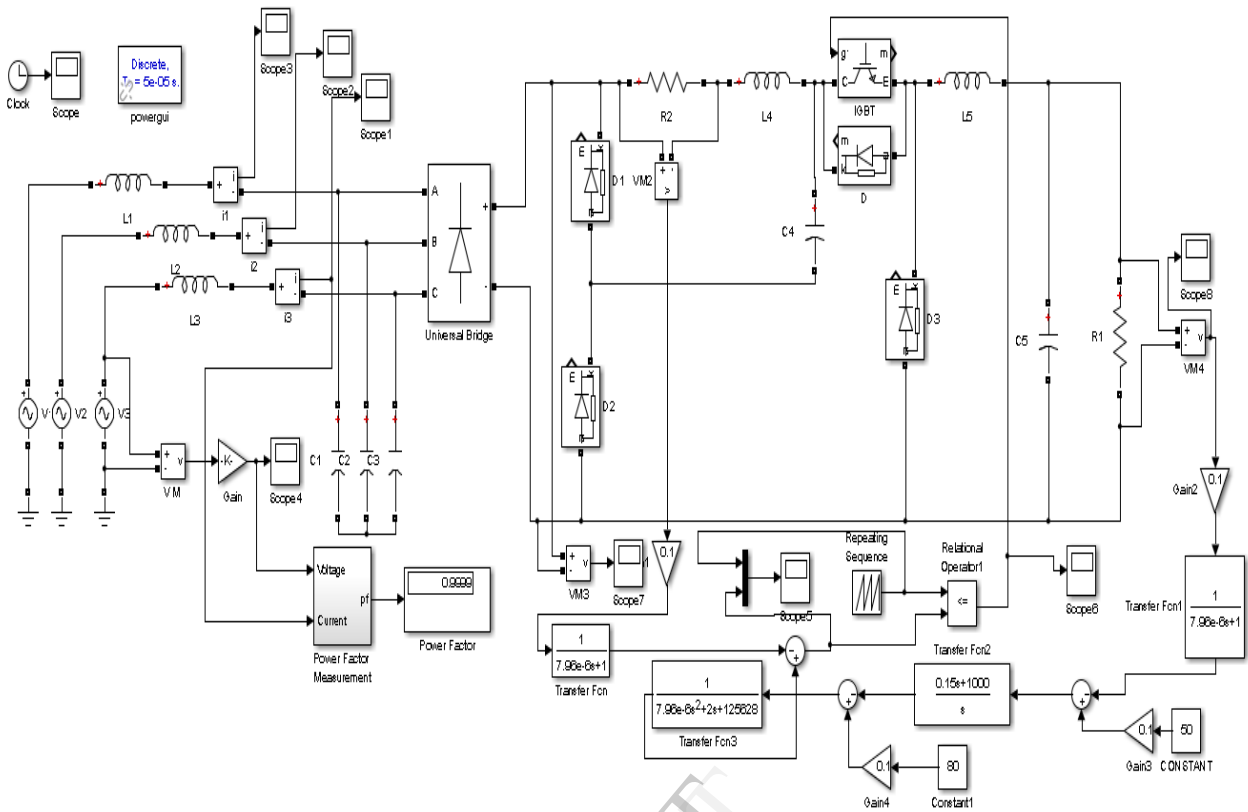 Clock
Scope
Discrete,
= 5e-05 s.
powergui
Scope3
Scope2
Scope1
L1
i
-
+
i1
L2
i
-
+
i2
L3
i
-
+
i3
A
B
C
+
-
Universal Bridge
D1
R2
VM2
L4
g
m
C
E
IGBT
m
k
a
D
L5
C4
D2
D3
C5
R1
Scope8
VM4
V2
V3
VM
-K-
Gain
Scope4
C1
C2
C3
Voltage
Current
pf
Power Factor
Measurement
0.9999
Power Factor
VM3
Scope7
0.1
Scope5
Repeating
Sequence
Relational
Operator1
<=
Scope6
0.1
Gain2
1
7.96e-6s+1
Transfer Fcn1
1
7.96e-6s+1
Transfer Fcn
1
7.96e-6s²+2s+125628
Transfer Fcn3
Transfer Fcn2
0.15s+1000
s
0.1
Gain4
80
Constant1
0.1
Gain3
50
CONSTANT